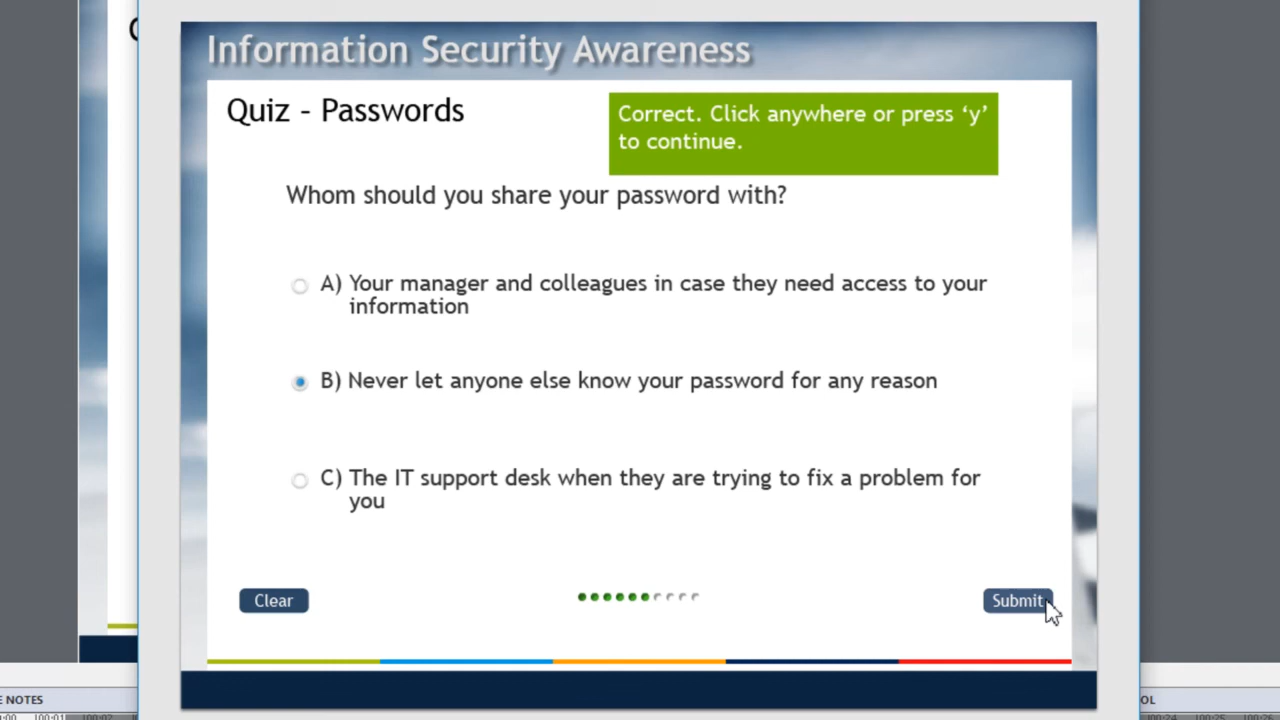 Information Security Awareness
Quiz – Passwords
Correct. Click anywhere or press ‘y’
to continue.
Whom should you share your password with?
A) Your manager and colleagues in case they need access to your
information
B) Never let anyone else know your password for any reason
C) The IT support desk when they are trying to fix a problem for
you
Clear
Submit
E NOTES
OL